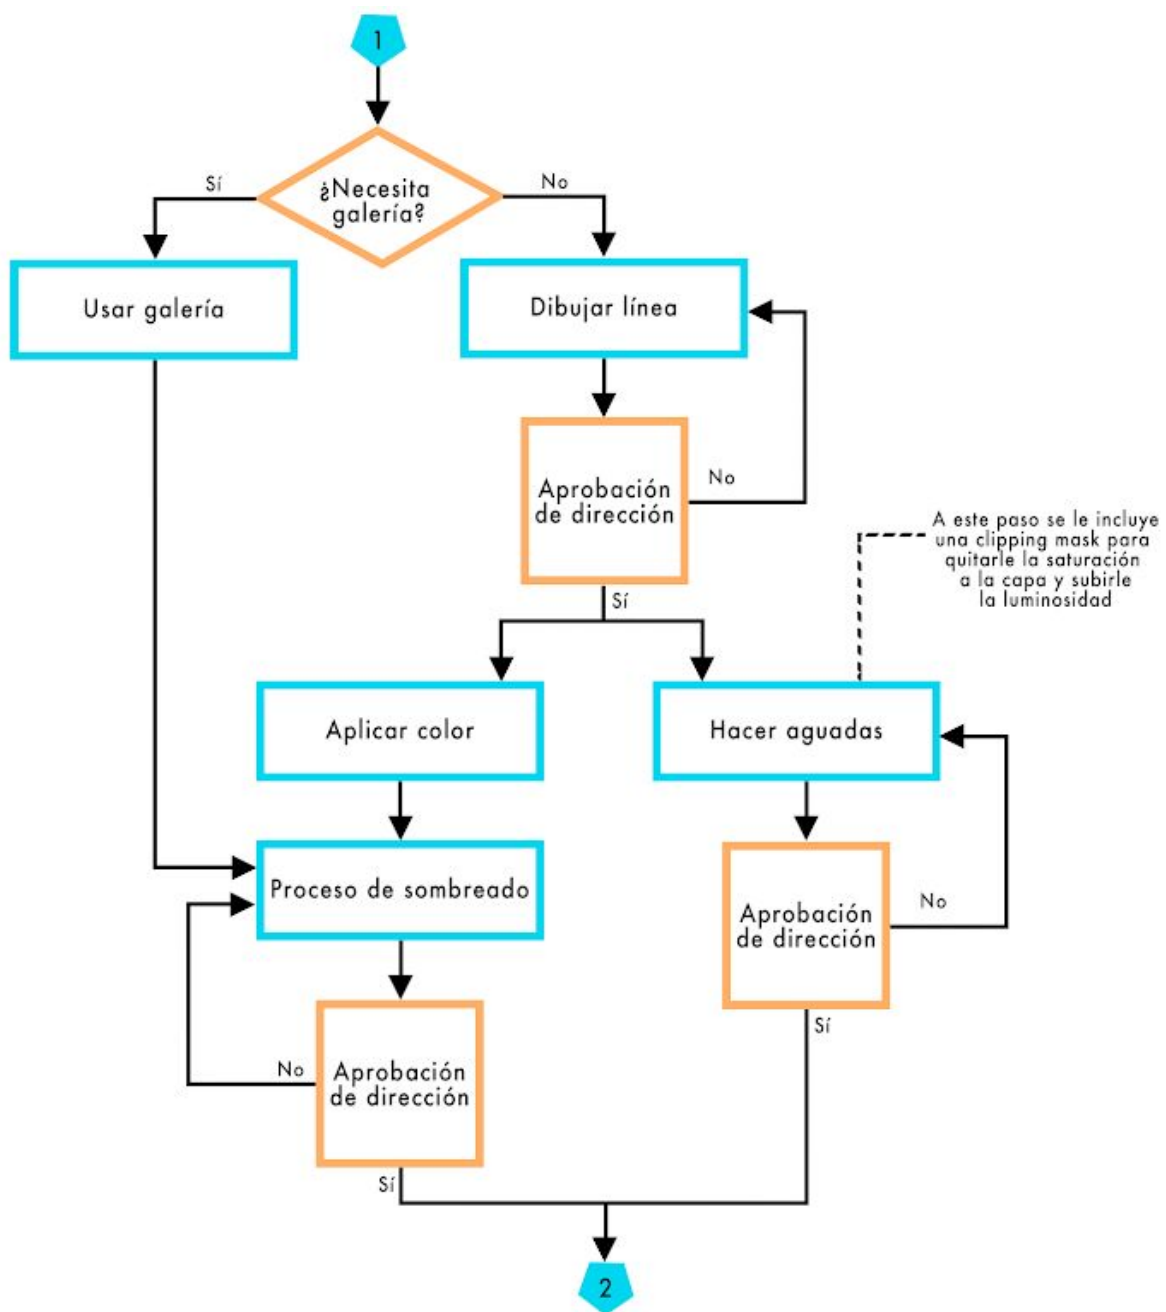 1
¿Necesita
galería?
Sí
No
Usar galería
Dibujar línea
Aprobación
de dirección
No
Sí
A este paso se le incluye
una clipping mask para
quitarle la saturación
a la capa y subirle
la luminosidad
Aplicar color
Hacer aguadas
Proceso de sombreado
Aprobación
de dirección
No
Sí
Aprobación
de dirección
No
Sí
2